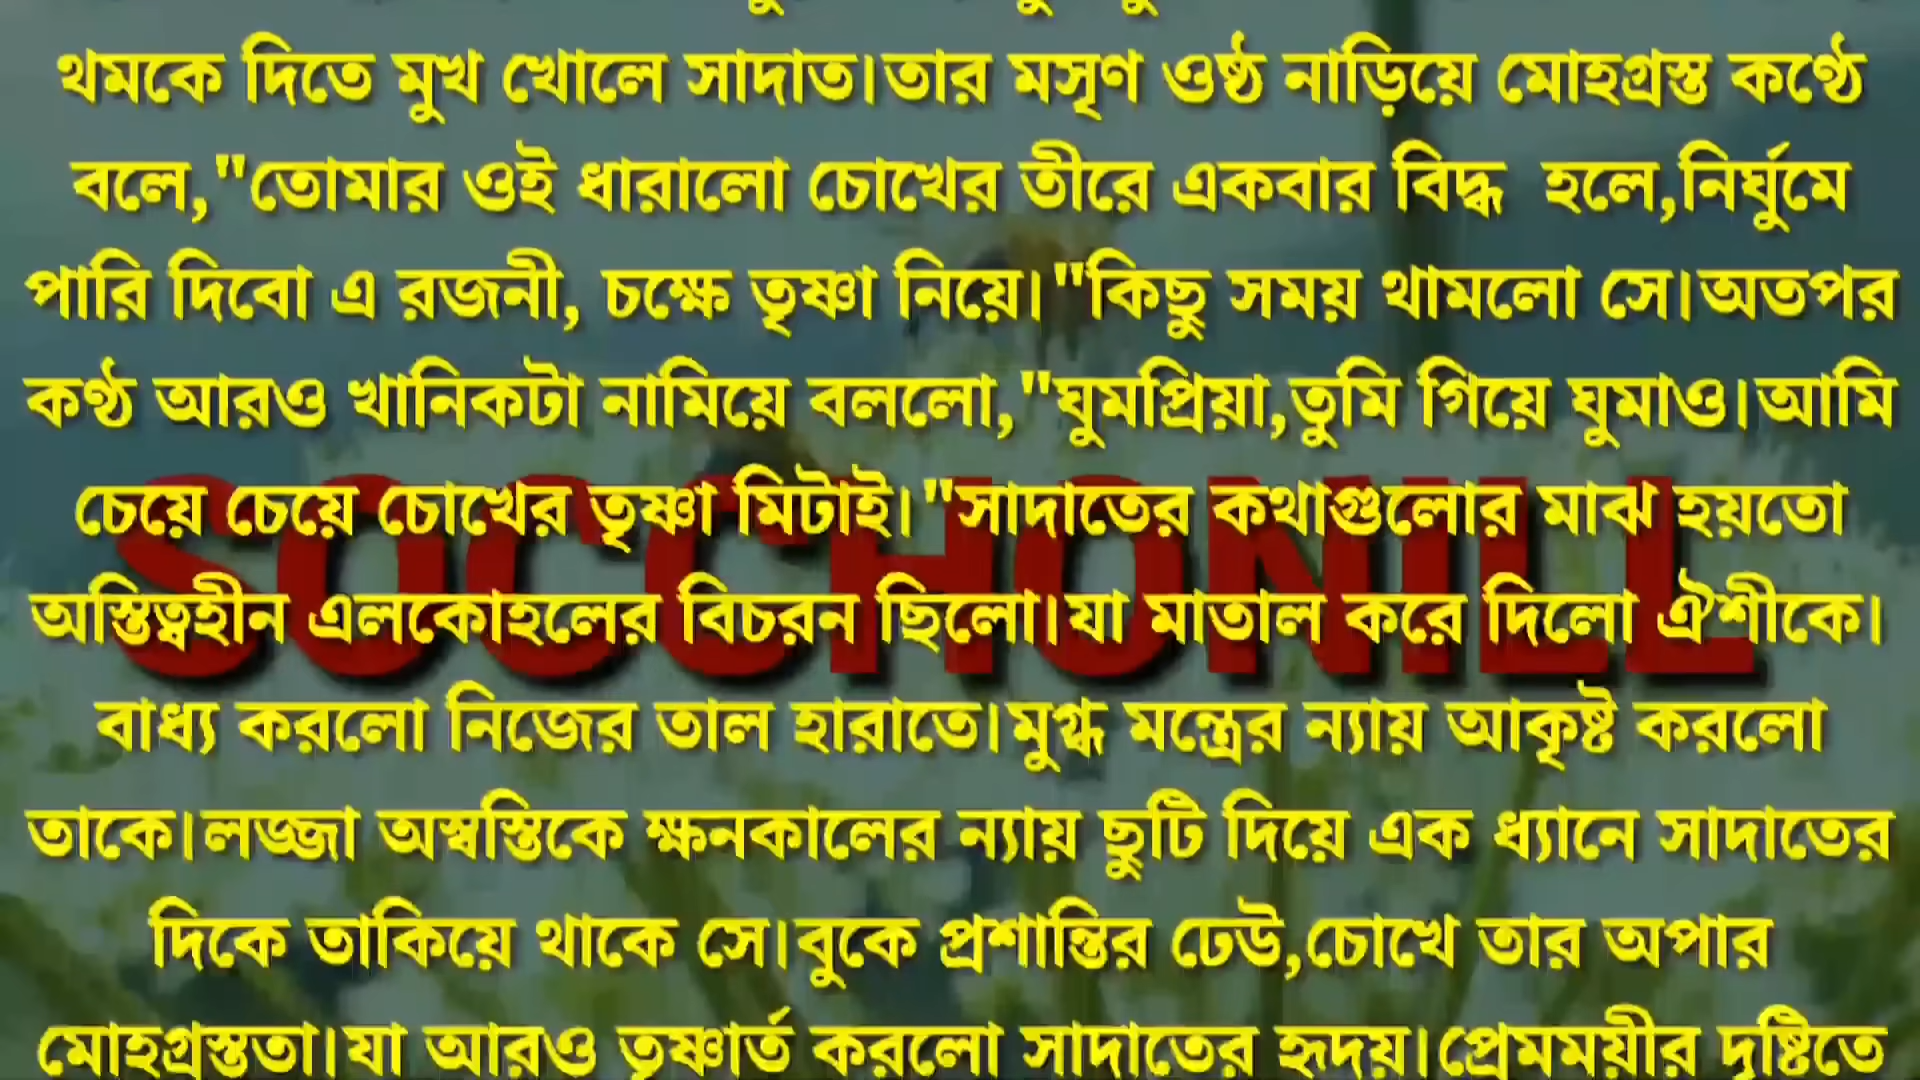 থমকে দিতে মুখ খোলে সাদাত।তার মসৃণ ওষ্ঠ নাড়িয়ে মোহগ্রস্ত কণ্ঠে
বলে,"তোমার ওই ধারালো চোখের তীরে একবার বিদ্ধ  হলে,নির্ঘুমে
পারি দিবো এ রজনী, চক্ষে তৃষ্ণা নিয়ে।"কিছু সময় থামলো সে।অতপর
কণ্ঠ আরও খানিকটা নামিয়ে বললো,"ঘুমপ্রিয়া,তুমি গিয়ে ঘুমাও।আমি
চেয়ে চেয়ে চোখের তৃষ্ণা মিটাই।"সাদাতের কথাগুলোর মাঝ হয়তো
SOCCHONILL
অস্তিত্বহীন এলকোহলের বিচরন ছিলো।যা মাতাল করে দিলো ঐশীকে।
বাধ্য করলো নিজের তাল হারাতে।মুগ্ধ মন্ত্রের ন্যায় আকৃষ্ট করলো
তাকে।লজ্জা অস্বস্তিকে ক্ষনকালের ন্যায় ছুটি দিয়ে এক ধ্যানে সাদাতের
দিকে তাকিয়ে থাকে সে।বুকে প্রশান্তির ঢেউ,চোখে তার অপার
মোহগ্রস্ততা।যা আরও তৃষ্ণার্ত করলো সাদাতের হৃদয়।প্রেমময়ীর দৃষ্টিতে